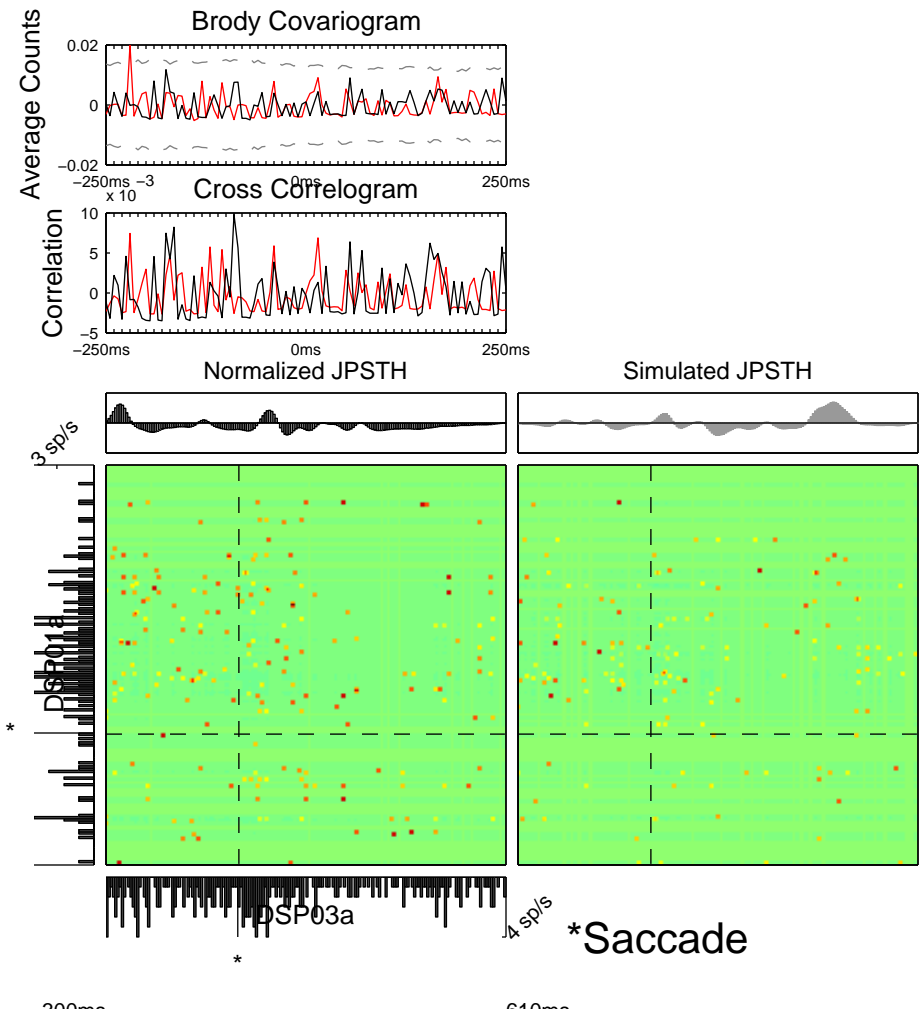 Brody Covariogram
Average Counts
0.02
0
−0.02
−250ms
0ms
250ms
−3
x 10
Cross Correlogram
Correlation
10
5
0
−5
−250ms
0ms
250ms
Normalized JPSTH
Simulated JPSTH
3 sp/s
DSP01a
*
DSP03a
4 sp/s
*
*Saccade